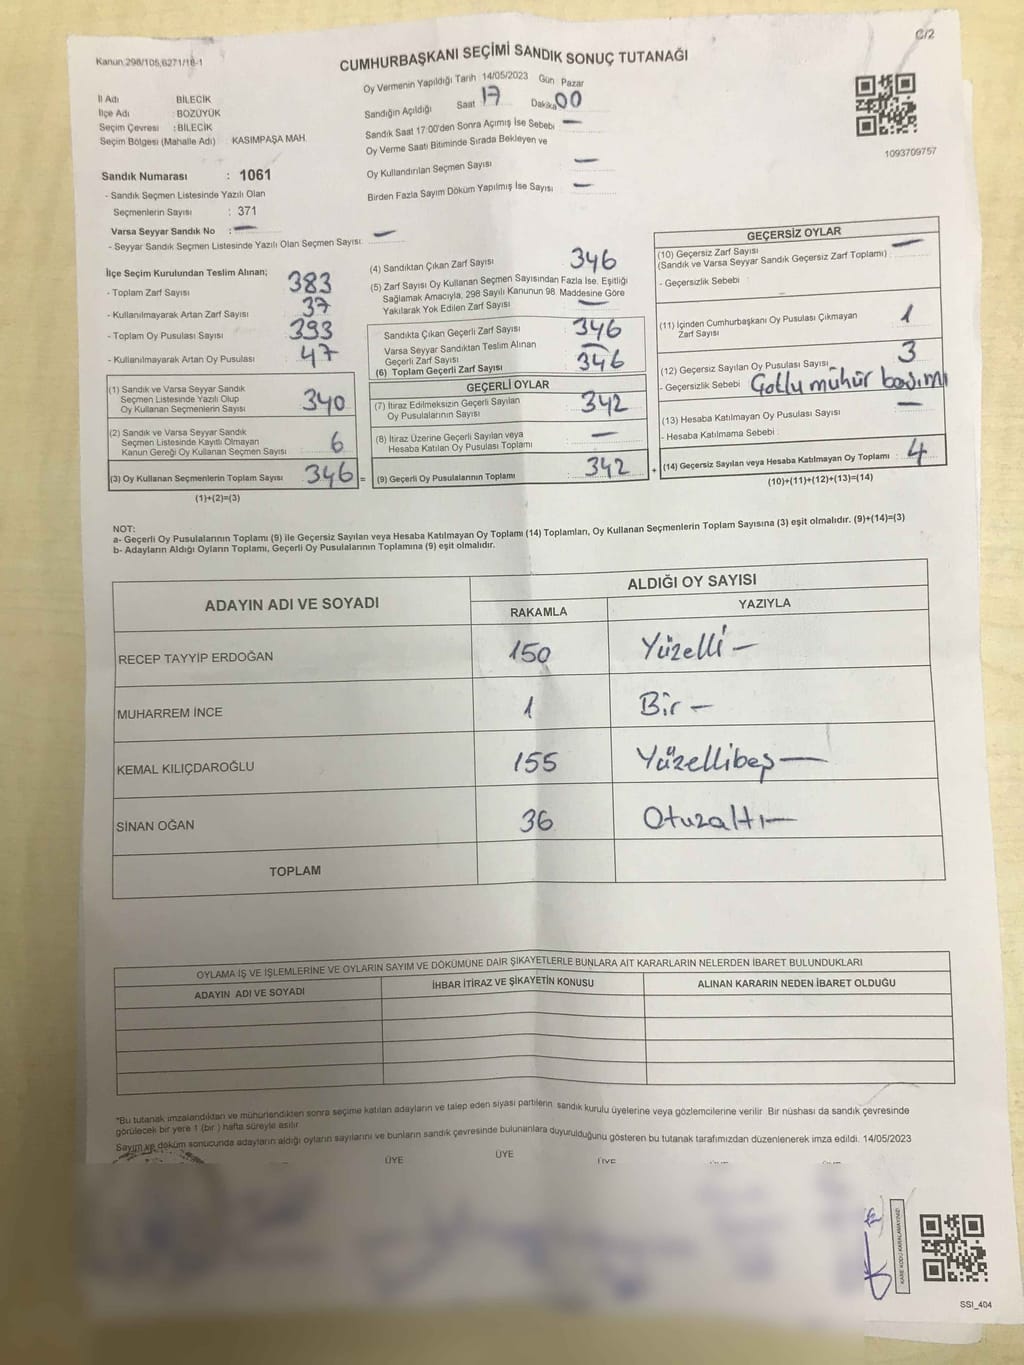 C/2
Kanun 298/105,6271/18-1
CUMHURBAŞKANI SEÇİMİ SANDIK SONUÇ TUTANAĞI
İl Adı BİLECİK
İlçe Adı BOZÜYÜK
Seçim Çevresi : BİLECİK
Seçim Bölgesi (Mahalle Adı) : KASIMPAŞA MAH.
Sandık Numarası : 1061
- Sandık Seçmen Listesinde Yazılı Olan
Seçmenlerin Sayısı : 371
Varsa Seyyar Sandık No : —
- Seyyar Sandık Seçmen Listesinde Yazılı Olan Seçmen Sayısı : —
Oy Vermenin Yapıldığı Tarih 14/05/2023 Gün Pazar
Sandığın Açıldığı Saat 17 Dakika 00
Sandık Saat 17:00'den Sonra Açımış İse Sebebi —
Oy Verme Saati Bitiminde Sırada Bekleyen ve
Oy Kullandırılan Seçmen Sayısı —
Birden Fazla Sayım Döküm Yapılmış İse Sayısı —
1093709757
İlçe Seçim Kurulundan Teslim Alınan;
- Toplam Zarf Sayısı : 383
- Kullanılmayarak Artan Zarf Sayısı : 37
- Toplam Oy Pusulası Sayısı : 393
- Kullanılmayarak Artan Oy Pusulası : 47
(1) Sandık ve Varsa Seyyar Sandık
Seçmen Listesinde Yazılı Olup
Oy Kullanan Seçmenlerin Sayısı : 340
(2) Sandık ve Varsa Seyyar Sandık
Seçmen Listesinde Kayıtlı Olmayan
Kanun Gereği Oy Kullanan Seçmen Sayısı : 6
(3) Oy Kullanan Seçmenlerin Toplam Sayısı : 346 =
(1)+(2)=(3)
(4) Sandıktan Çıkan Zarf Sayısı 346
(5) Zarf Sayısı Oy Kullanan Seçmen Sayısından Fazla İse, Eşitliği
Sağlamak Amacıyla, 298 Sayılı Kanunun 98. Maddesine Göre
Yakılarak Yok Edilen Zarf Sayısı : —
Sandıkta Çıkan Geçerli Zarf Sayısı : 346
Varsa Seyyar Sandıktan Teslim Alınan
Geçerli Zarf Sayısı : —
(6) Toplam Geçerli Zarf Sayısı : 346
GEÇERLİ OYLAR
(7) İtiraz Edilmeksizin Geçerli Sayılan
Oy Pusulalarının Sayısı : 342
(8) İtiraz Üzerine Geçerli Sayılan veya
Hesaba Katılan Oy Pusulası Toplamı : —
(9) Geçerli Oy Pusulalarının Toplamı : 342 +
GEÇERSİZ OYLAR
(10) Geçersiz Zarf Sayısı
(Sandık ve Varsa Seyyar Sandık Geçersiz Zarf Toplamı) : —
- Geçersizlik Sebebi :
(11) İçinden Cumhurbaşkanı Oy Pusulası Çıkmayan
Zarf Sayısı : 1
(12) Geçersiz Sayılan Oy Pusulası Sayısı : 3
- Geçersizlik Sebebi : Çoklu mühür basımı
(13) Hesaba Katılmayan Oy Pusulası Sayısı : —
- Hesaba Katılmama Sebebi :
(14) Geçersiz Sayılan veya Hesaba Katılmayan Oy Toplamı : 4
(10)+(11)+(12)+(13)=(14)
NOT:
a- Geçerli Oy Pusulalarının Toplamı (9) ile Geçersiz Sayılan veya Hesaba Katılmayan Oy Toplamı (14) Toplamları, Oy Kullanan Seçmenlerin Toplam Sayısına (3) eşit olmalıdır. (9)+(14)=(3)
b- Adayların Aldığı Oyların Toplamı, Geçerli Oy Pusulalarının Toplamına (9) eşit olmalıdır.
ADAYIN ADI VE SOYADI ALDIĞI OY SAYISI
RAKAMLA YAZIYLA
RECEP TAYYİP ERDOĞAN 150 Yüzelli —
MUHARREM İNCE 1 Bir —
KEMAL KILIÇDAROĞLU 155 Yüzellibeş —
SİNAN OĞAN 36 Otuzaltı —
TOPLAM
OYLAMA İŞ VE İŞLEMLERİNE VE OYLARIN SAYIM VE DÖKÜMÜNE DAİR ŞİKAYETLERLE BUNLARA AİT KARARLARIN NELERDEN İBARET BULUNDUKLARI
ADAYIN ADI VE SOYADI İHBAR İTİRAZ VE ŞİKAYETİN KONUSU ALINAN KARARIN NEDEN İBARET OLDUĞU
*Bu tutanak imzalandıktan ve mühürlendikten sonra seçime katılan adayların ve talep eden siyasi partilerin, sandık kurulu üyelerine veya gözlemcilerine verilir. Bir nüshası da sandık çevresinde
görülecek bir yere 1 (bir ) hafta süreyle asılır.
Sayım ve döküm sonucunda adayların aldığı oyların sayılarını ve bunların sandık çevresinde bulunanlara duyurulduğunu gösteren bu tutanak tarafımızdan düzenlenerek imza edildi. 14/05/2023
ÜYE ÜYE ÜYE
KARE KODU KARALAMAYINIZ!
SSI_404